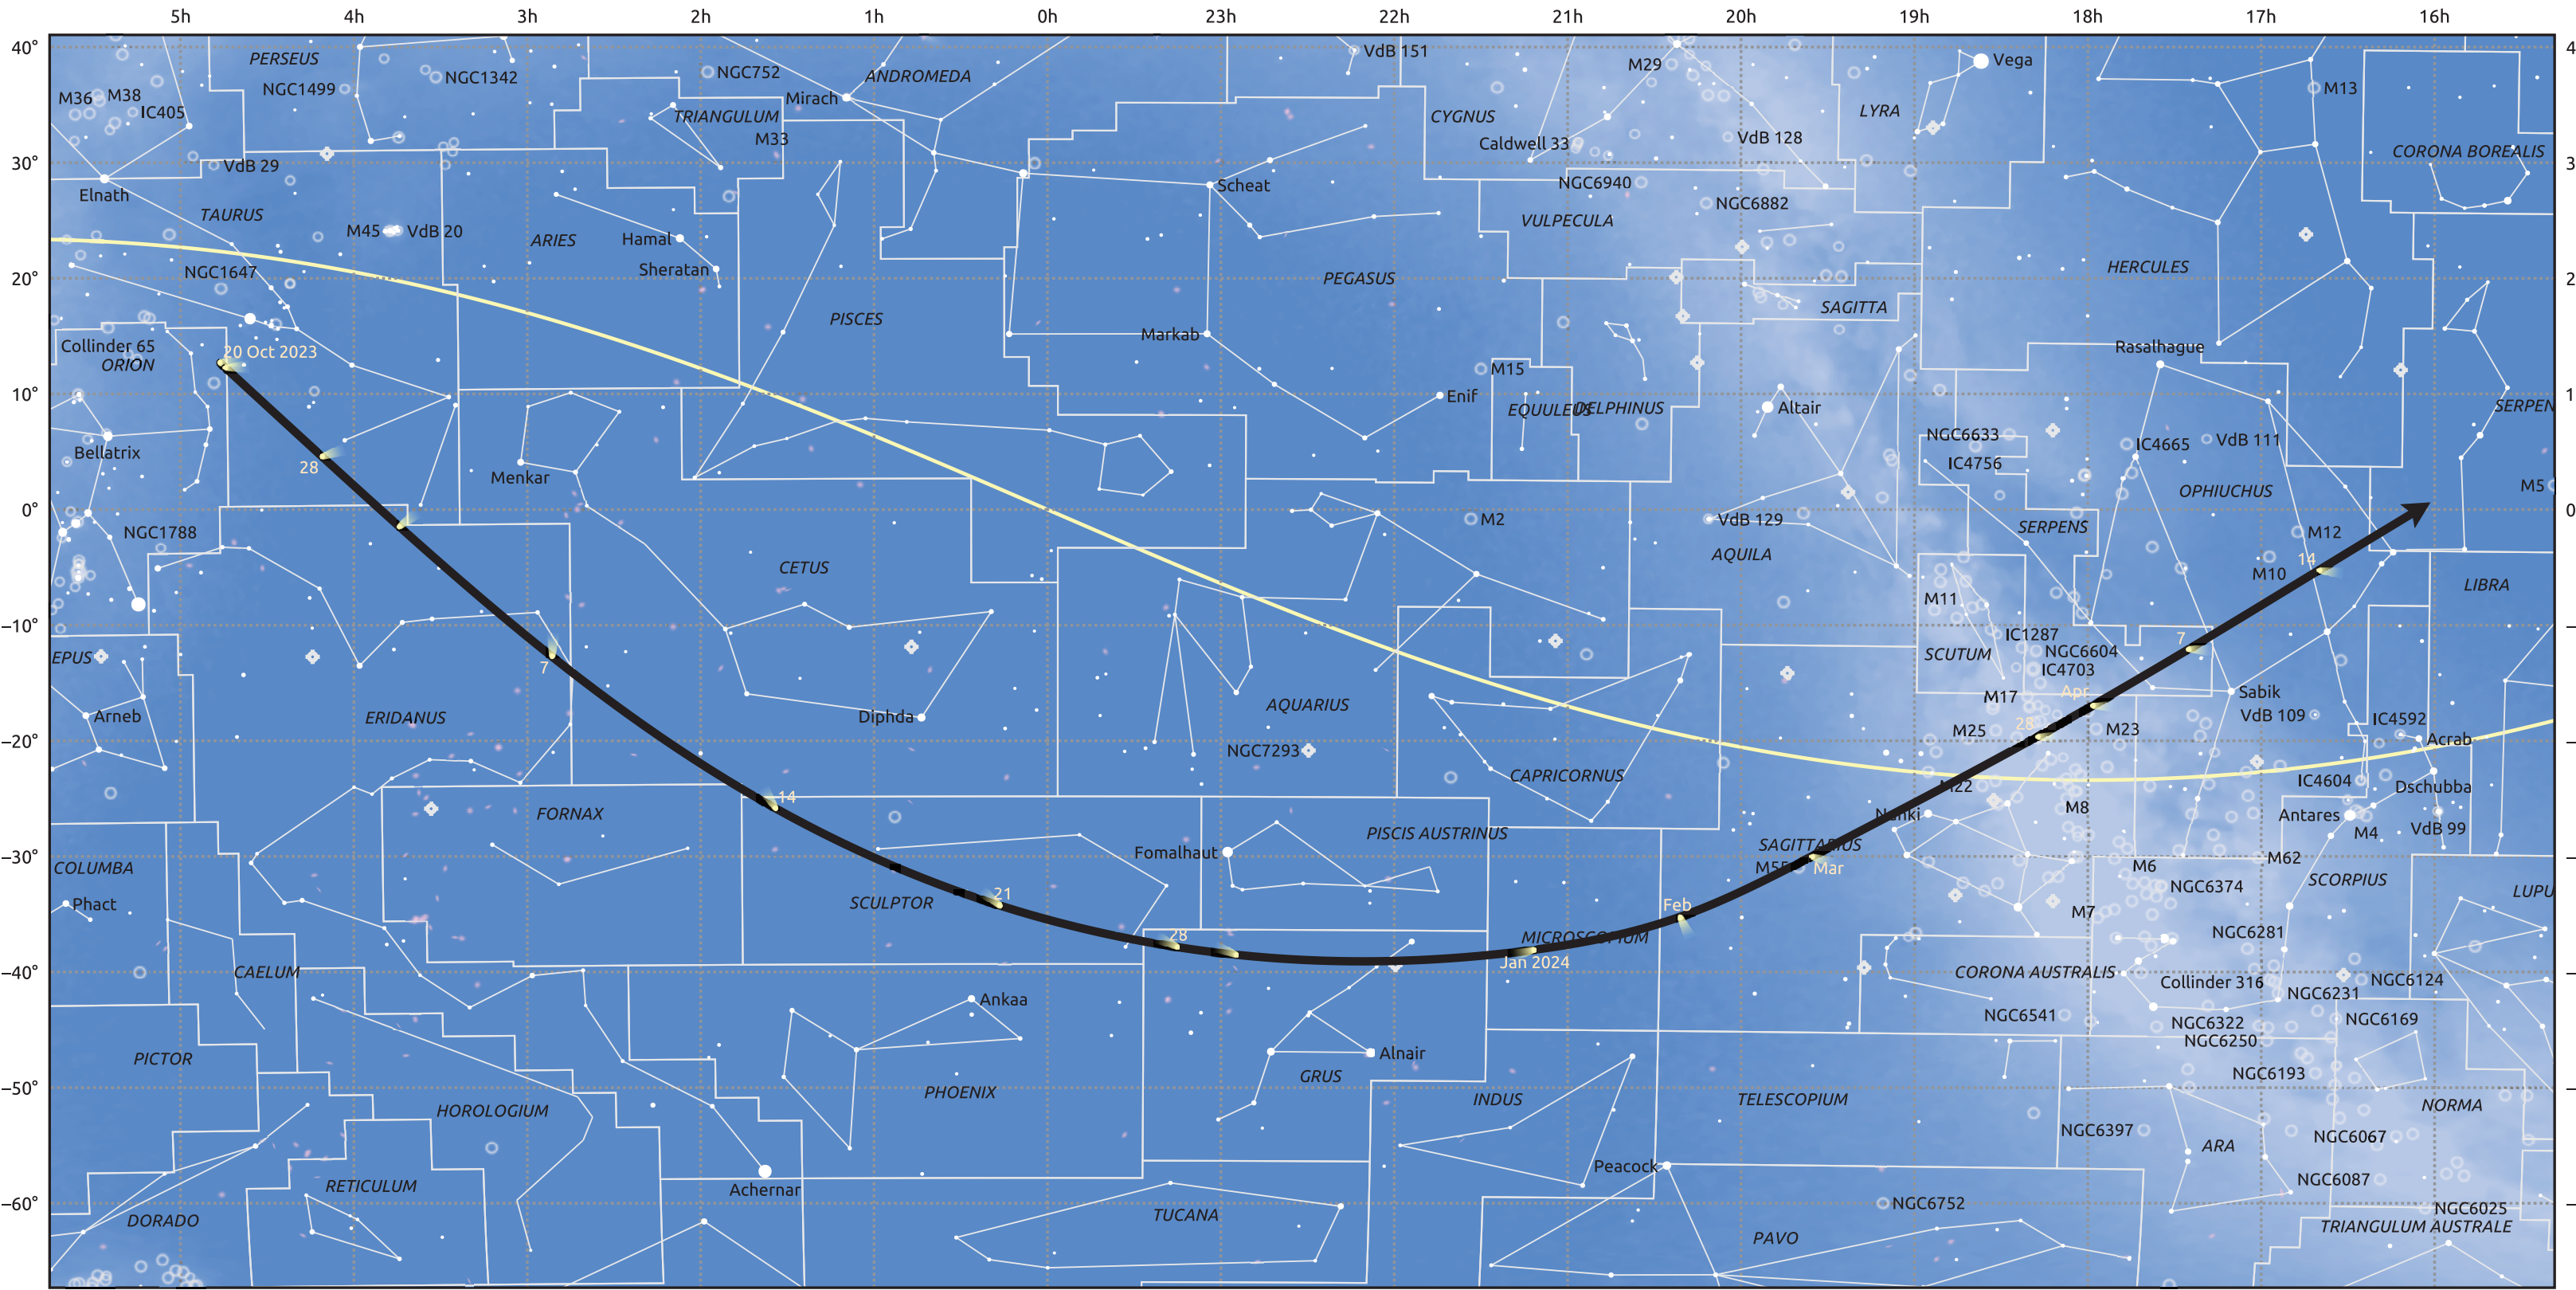 5h 4h 3h 2h 1h 0h 23h 22h 21h 20h 19h 18h 17h 16h
40°
30°
20°
10°
0°
−10°
−20°
−30°
−40°
−50°
−60°
PERSEUS
NGC1342
NGC1499
NGC752
ANDROMEDA
VdB 151
M29
Vega
M36
M38
IC405
Mirach
TRIANGULUM
M33
CYGNUS
LYRA
M13
Caldwell 33
VdB 128
CORONA BOREALIS
VdB 29
Elnath
Scheat
NGC6940
NGC6882
TAURUS
M45
VdB 20
ARIES
Hamal
Sheratan
VULPECULA
NGC1647
PEGASUS
HERCULES
PISCES
SAGITTA
Collinder 65
ORION
20 Oct 2023
Markab
Rasalhague
M15
Enif
EQUULEUS
DELPHINUS
Altair
SERPEN
Bellatrix
28
Menkar
NGC6633
IC4756
IC4665
VdB 111
OPHIUCHUS
M5
NGC1788
M2
VdB 129
SERPENS
M12
CETUS
AQUILA
14
M10
LIBRA
M11
IC1287
7
EPUS
7
SCUTUM
NGC6604
IC4703
Arneb
ERIDANUS
Diphda
AQUARIUS
M17
Apr
Sabik
VdB 109
NGC7293
M25
28
M23
IC4592
Acrab
CAPRICORNUS
M22
IC4604
Dschubba
14
FORNAX
M8
Nunki
Antares
M4
VdB 99
PISCIS AUSTRINUS
Fomalhaut
SAGITTARIUS
M55
Mar
M6
M62
COLUMBA
Phact
21
SCULPTOR
Feb
M7
NGC6374
SCORPIUS
LUPU
28
MICROSCOPIUM
Jan 2024
NGC6281
CAELUM
CORONA AUSTRALIS
Collinder 316
NGC6124
NGC6231
Ankaa
NGC6541
NGC6322
NGC6169
NGC6250
PICTOR
Alnair
GRUS
NGC6193
HOROLOGIUM
PHOENIX
INDUS
TELESCOPIUM
NORMA
NGC6397
ARA
NGC6067
Peacock
RETICULUM
Achernar
NGC6087
NGC6752
NGC6025
DORADO
TUCANA
PAVO
TRIANGULUM AUSTRALE